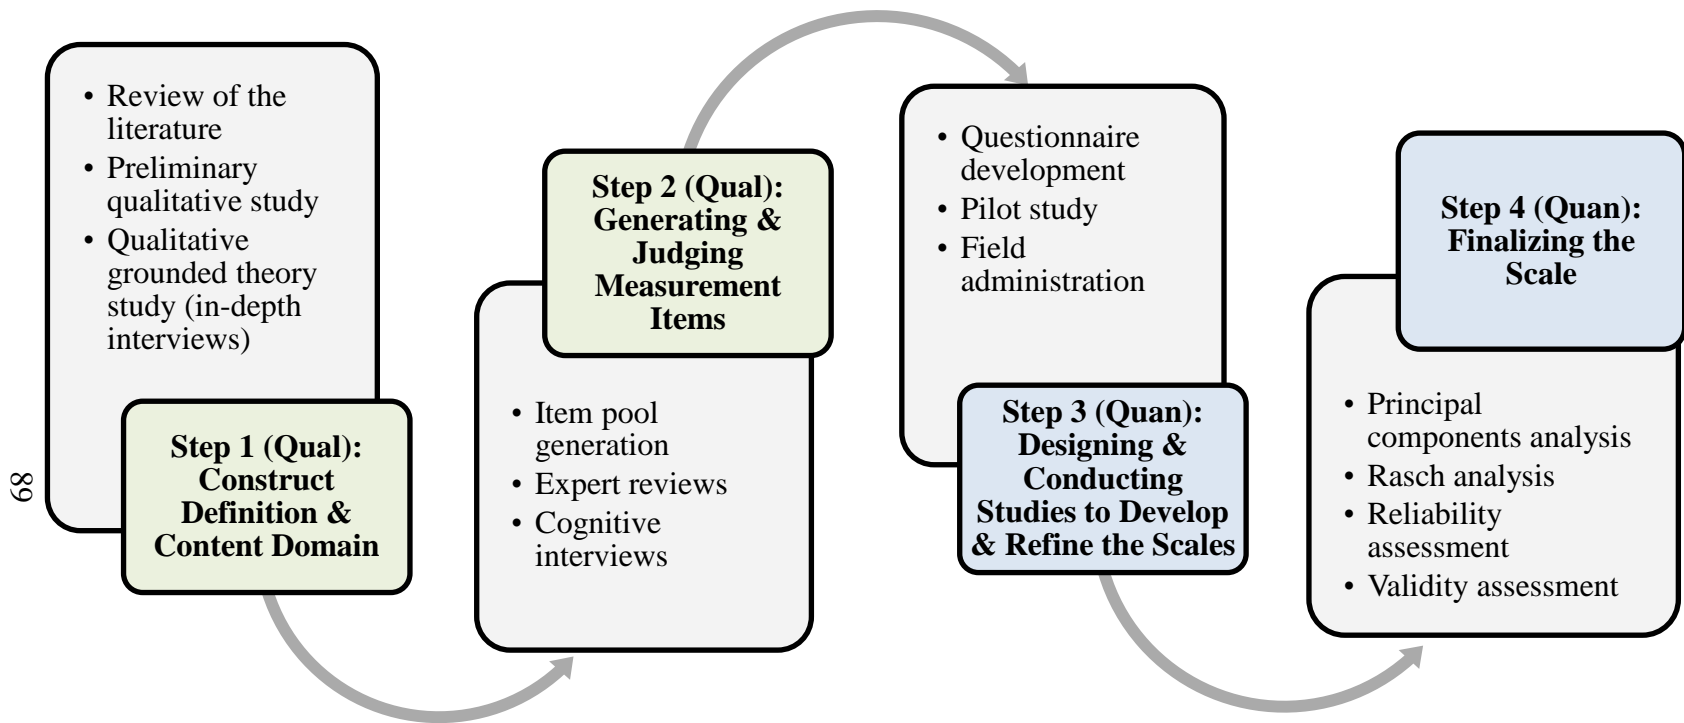 • Review of the
literature
• Preliminary
qualitative study
• Qualitative
grounded theory
study (in-depth
interviews)
Step 1 (Qual):
Construct
Definition &
Content Domain
Step 2 (Qual):
Generating &
Judging
Measurement
Items
• Item pool
generation
• Expert reviews
• Cognitive
interviews
• Questionnaire
development
• Pilot study
• Field
administration
Step 3 (Quan):
Designing &
Conducting
Studies to Develop
& Refine the Scales
Step 4 (Quan):
Finalizing the
Scale
• Principal
components analysis
• Rasch analysis
• Reliability
assessment
• Validity assessment
89